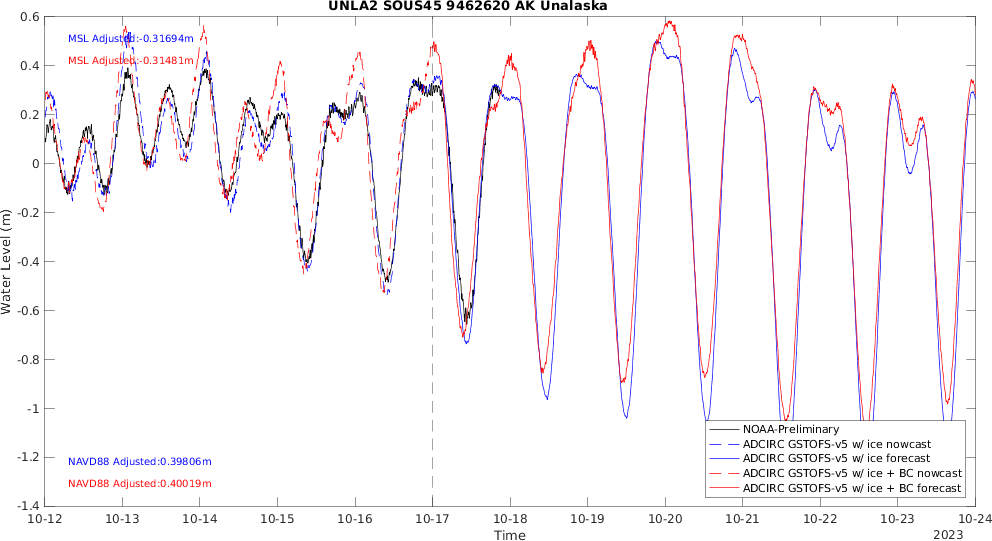 UNLA2 SOUS45 9462620 AK Unalaska
0.6
0.4
0.2
0
-0.2
-0.4
-0.6
-0.8
-1
-1.2
-1.4
Water Level (m)
MSL Adjusted:-0.31694m
MSL Adjusted:-0.31481m
NAVD88 Adjusted:0.39806m
NAVD88 Adjusted:0.40019m
NOAA-Preliminary
ADCIRC GSTOFS-v5 w/ ice nowcast
ADCIRC GSTOFS-v5 w/ ice forecast
ADCIRC GSTOFS-v5 w/ ice + BC nowcast
ADCIRC GSTOFS-v5 w/ ice + BC forecast
10-12 10-13 10-14 10-15 10-16 10-17 10-18 10-19 10-20 10-21 10-22 10-23 10-24
Time
2023